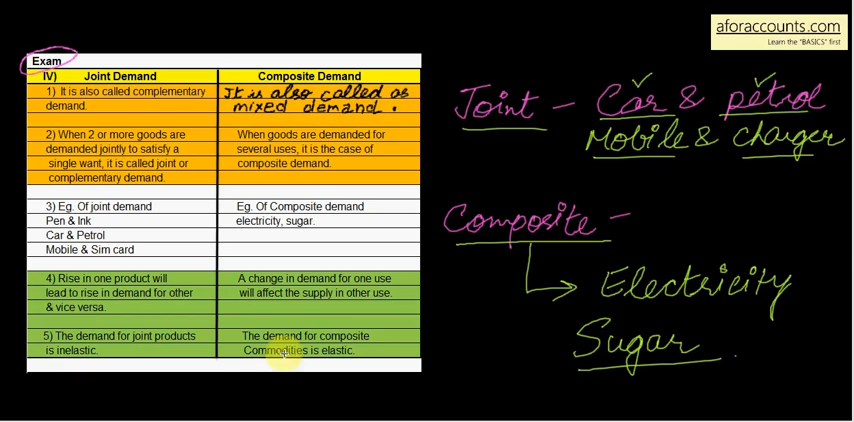 aforaccounts.com
Learn the "BASICS" first
Exam
IV) Joint Demand
Composite Demand
1) It is also called complementary
demand.
It is also called as
mixed demand.
2) When 2 or more goods are
demanded jointly to satisfy a
single want, it is called joint or
complementary demand.
When goods are demanded for
several uses, it is the case of
composite demand.
3) Eg. Of joint demand
Pen & Ink
Car & Petrol
Mobile & Sim card
Eg. Of Composite demand
electricity, sugar.
4) Rise in one product will
lead to rise in demand for other
& vice versa.
A change in demand for one use
will affect the supply in other use.
5) The demand for joint products
is inelastic.
The demand for composite
Commodities is elastic.
Joint - Car & petrol
Mobile & charger
Composite -
Electricity
Sugar